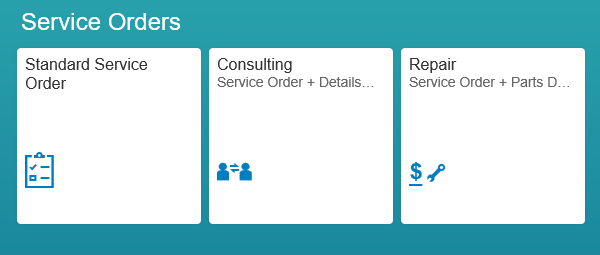 Service Orders
Standard Service
Order
Consulting
Service Order + Details…
Repair
Service Order + Parts D…
$